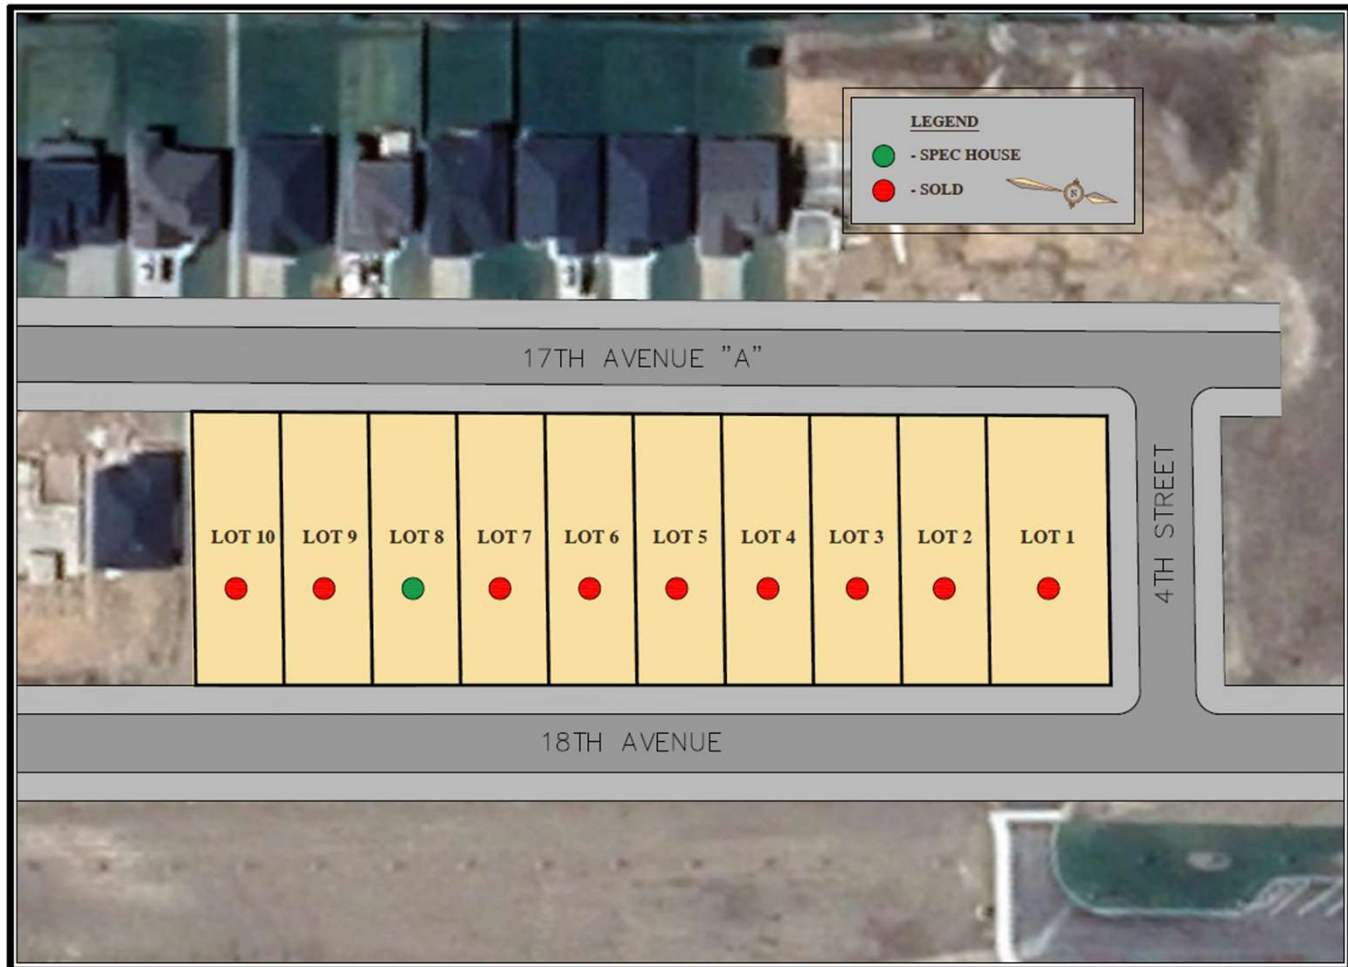 LEGEND
- SPEC HOUSE
- SOLD
N
17TH AVENUE "A"
LOT 10 LOT 9 LOT 8 LOT 7 LOT 6 LOT 5 LOT 4 LOT 3 LOT 2 LOT 1
4TH STREET
18TH AVENUE